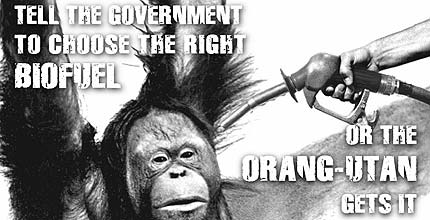 TELL THE GOVERNMENT
TO CHOOSE THE RIGHT
BIOFUEL
OR THE
ORANG-UTAN
GETS IT